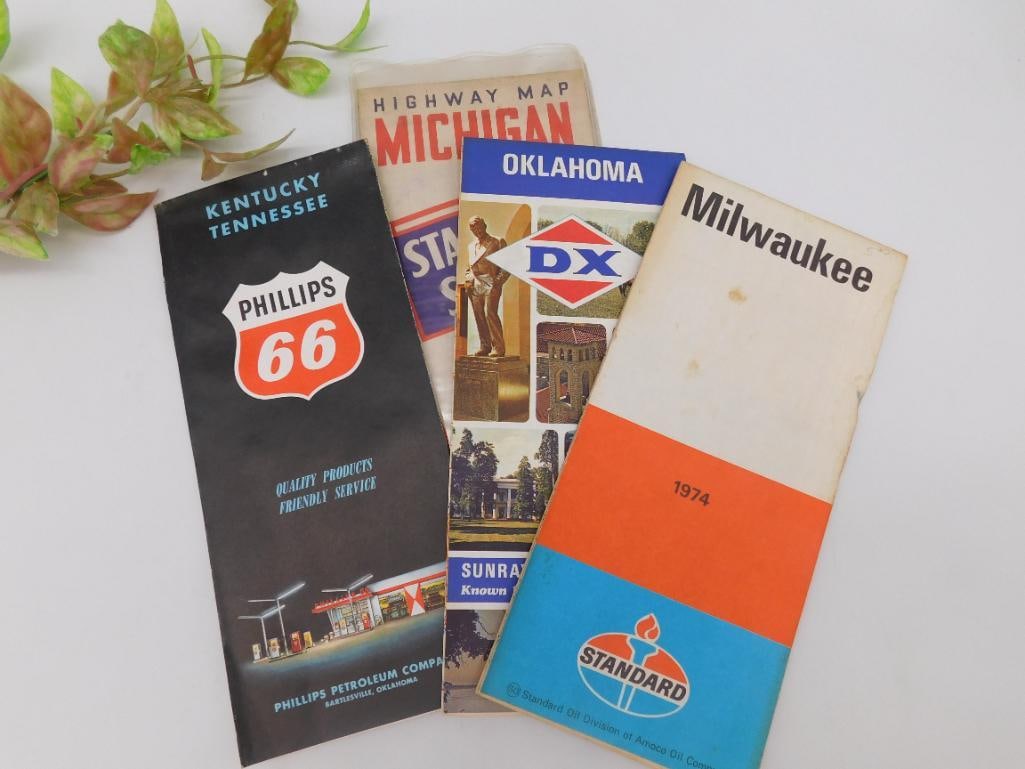 HIGHWAY MAP
MICHIGAN
STA
S
KENTUCKY
TENNESSEE
PHILLIPS
66
QUALITY PRODUCTS
FRIENDLY SERVICE
PHILLIPS PETROLEUM COMPA
BARTLESVILLE, OKLAHOMA
OKLAHOMA
DX
SUNRA
Known
Milwaukee
1974
STANDARD
Standard Oil Division of Amoco Oil Comp